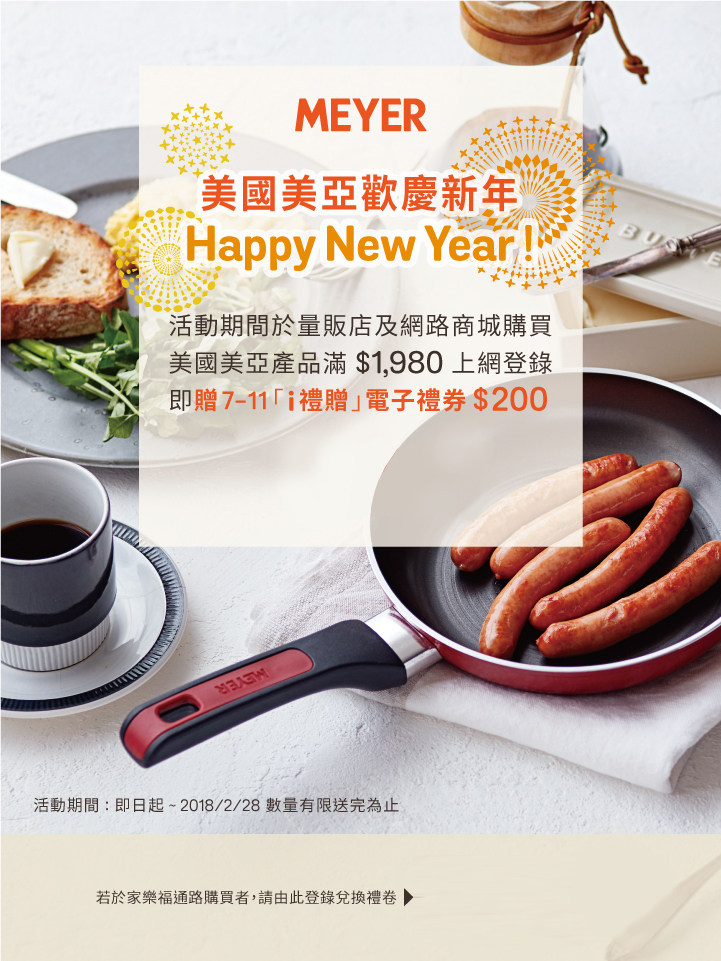 MEYER
美國美亞歡慶新年
Happy New Year!
活動期間於量販店及網路商城購買
美國美亞產品滿 $1,980 上網登錄
即贈7-11「i禮贈」電子禮券 $200
BU
MEYER
活動期間：即日起 ~ 2018/2/28 數量有限送完為止
若於家樂福通路購買者，請由此登錄兌換禮卷